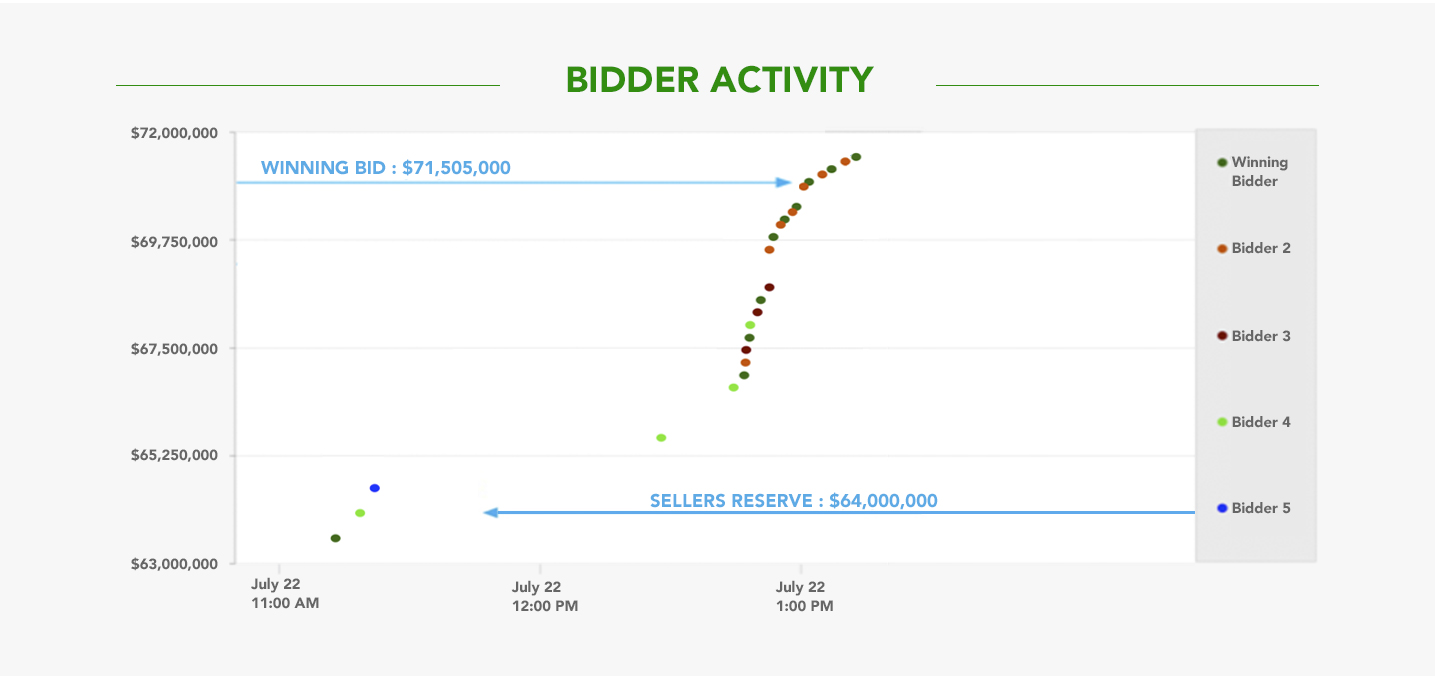 BIDDER ACTIVITY
$72,000,000
WINNING BID : $71,505,000
$69,750,000
$67,500,000
$65,250,000
SELLERS RESERVE : $64,000,000
$63,000,000
July 22
11:00 AM
July 22
12:00 PM
July 22
1:00 PM
Winning
Bidder
Bidder 2
Bidder 3
Bidder 4
Bidder 5